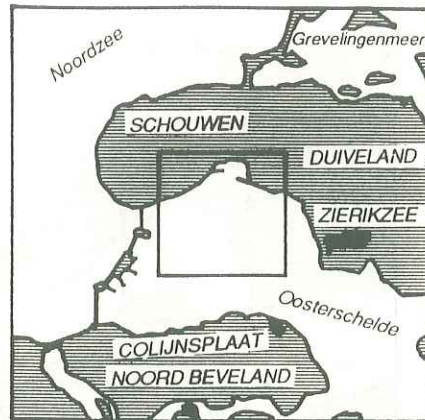 Noordzee
Grevelingenmeer
SCHOUWEN
DUIVELAND
ZIERIKZEE
Oosterschelde
COLIJNSPLAAT
NOORD BEVELAND